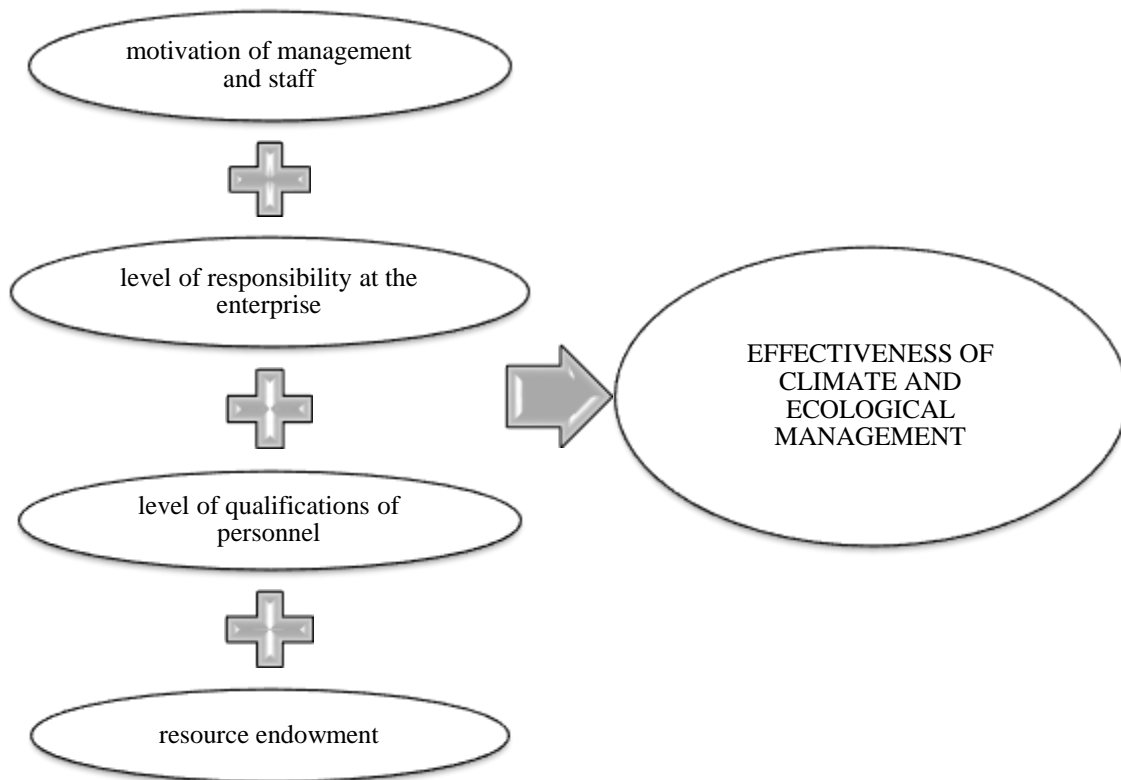 motivation of management
and staff
level of responsibility at the
enterprise
level of qualifications of
personnel
resource endowment
EFFECTIVENESS OF
CLIMATE AND
ECOLOGICAL
MANAGEMENT